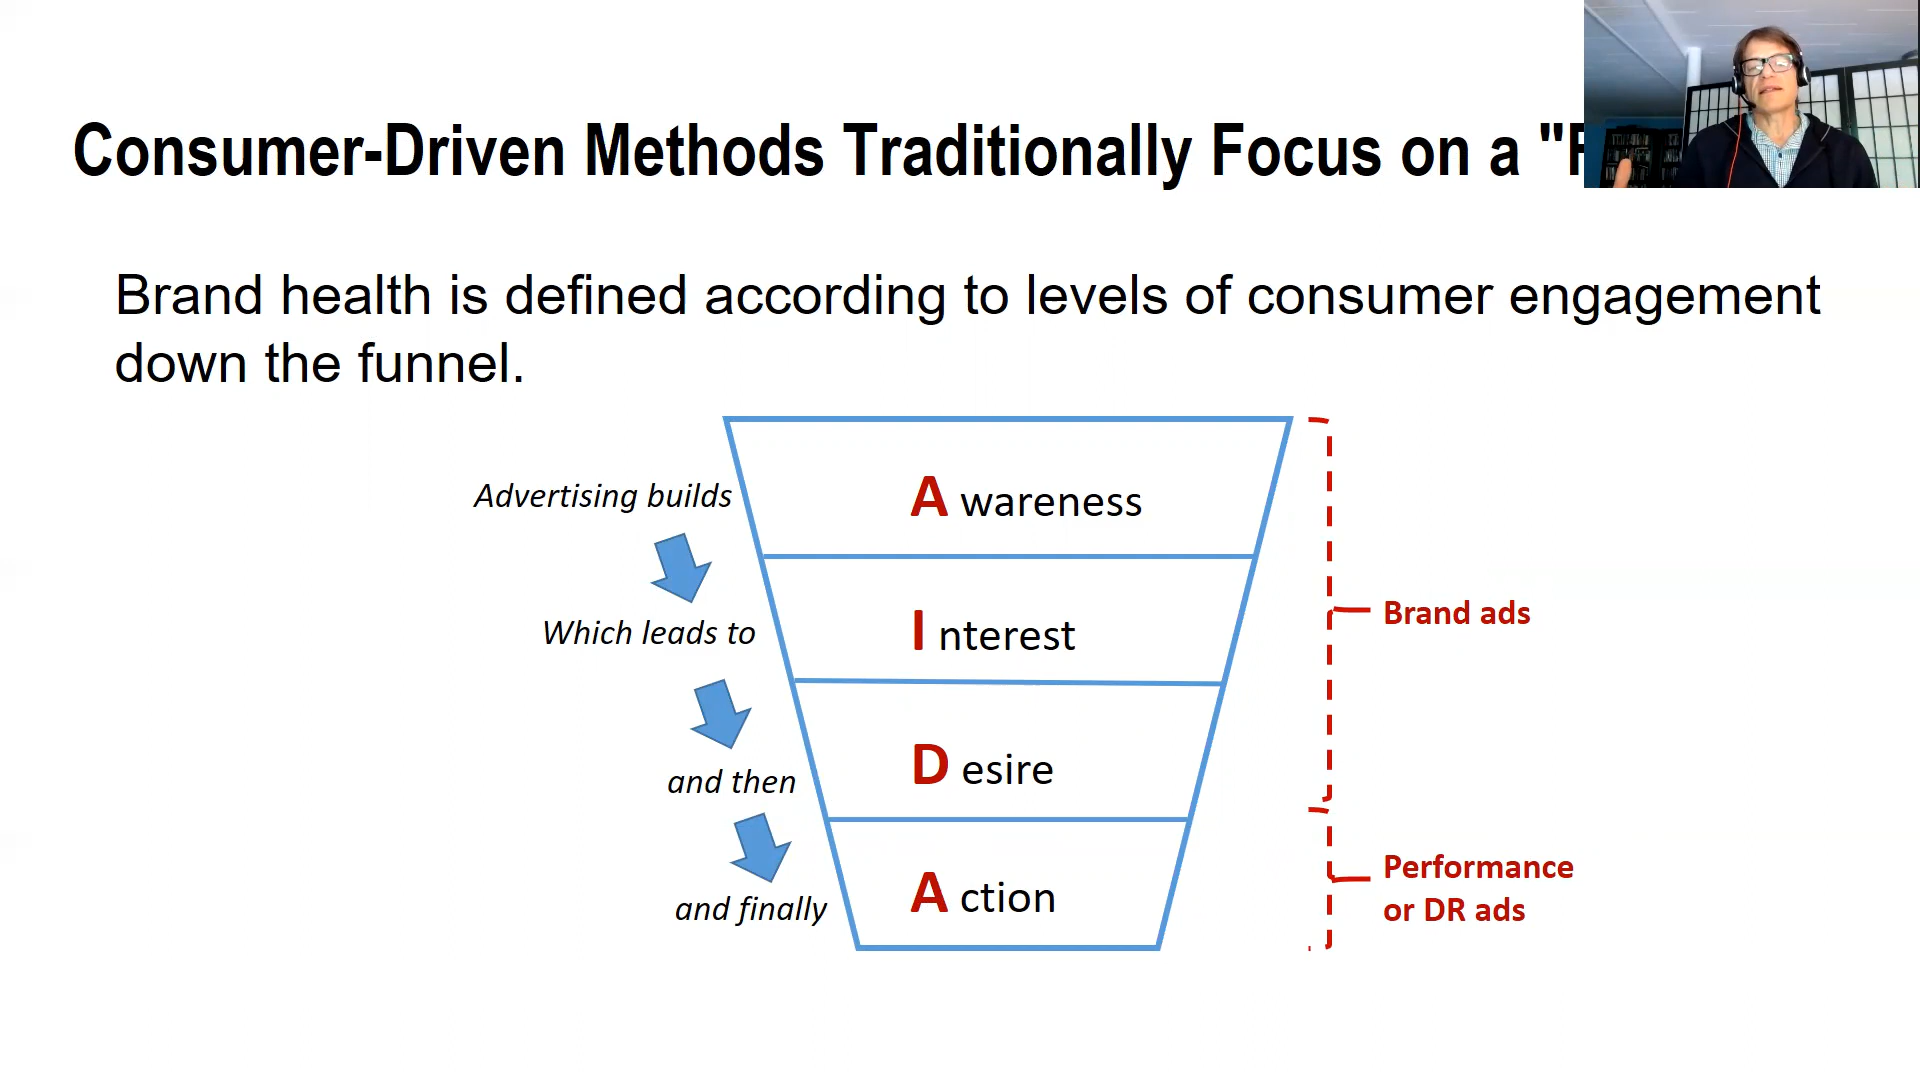 Consumer-Driven Methods Traditionally Focus on a "F
Brand health is defined according to levels of consumer engagement
down the funnel.
Advertising builds
A wareness
Which leads to
I nterest
Brand ads
and then
D esire
and finally
A ction
Performance
or DR ads